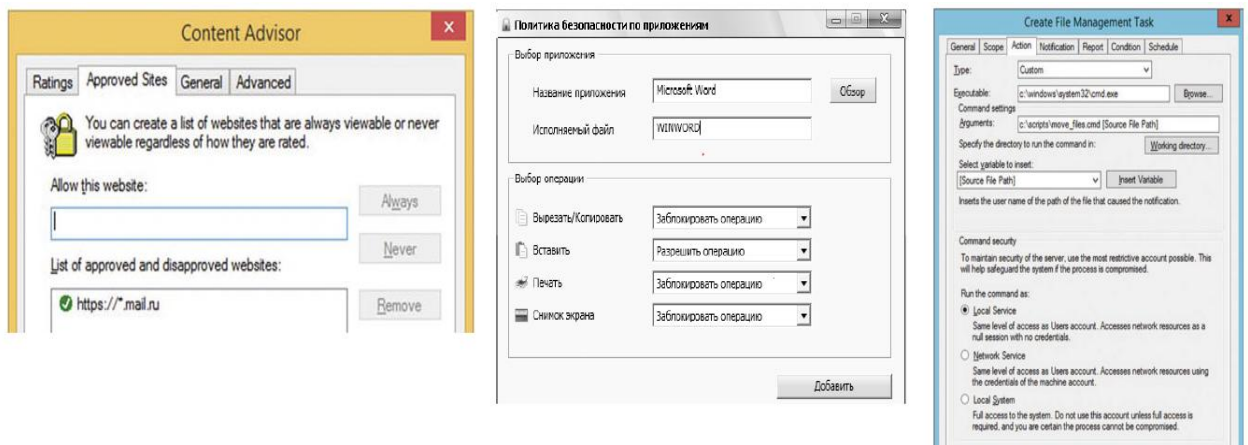 Content Advisor
Ratings Approved Sites General Advanced
You can create a list of websites that are always viewable or never
viewable regardless of how they are rated.
Allow this website:
Always
Never
List of approved and disapproved websites:
https://*.mail.ru
Remove
Политика безопасности по приложениям
Выбор приложения
Название приложения Microsoft Word Обзор
Исполняемый файл WINWORD
Выбор операции
Вырезать/Копировать Заблокировать операцию
Вставить Разрешить операцию
Печать Заблокировать операцию
Снимок экрана Заблокировать операцию
Добавить
Create File Management Task
General Scope Action Notification Report Condition Schedule
Type: Custom
Executable: c:\windows\system32\cmd.exe Browse...
Command settings
Arguments: c:\scripts\move_files.cmd [Source File Path]
Specify the directory to run the command in: Working directory...
Select variable to insert:
[Source File Path] Insert Variable
Inserts the user name of the path of the file that caused the notification.
Command security
To maintain security of the server, use the most restrictive account possible. This
will help safeguard the system if the process is compromised.
Run the command as:
Local Service
Same level of access as Users account. Accesses network resources as a
null session with no credentials.
Network Service
Same level of access as Users account. Accesses network resources using
the credentials of the machine account.
Local System
Full access to the system. Do not use this account unless full access is
required, and you are certain the process cannot be compromised.